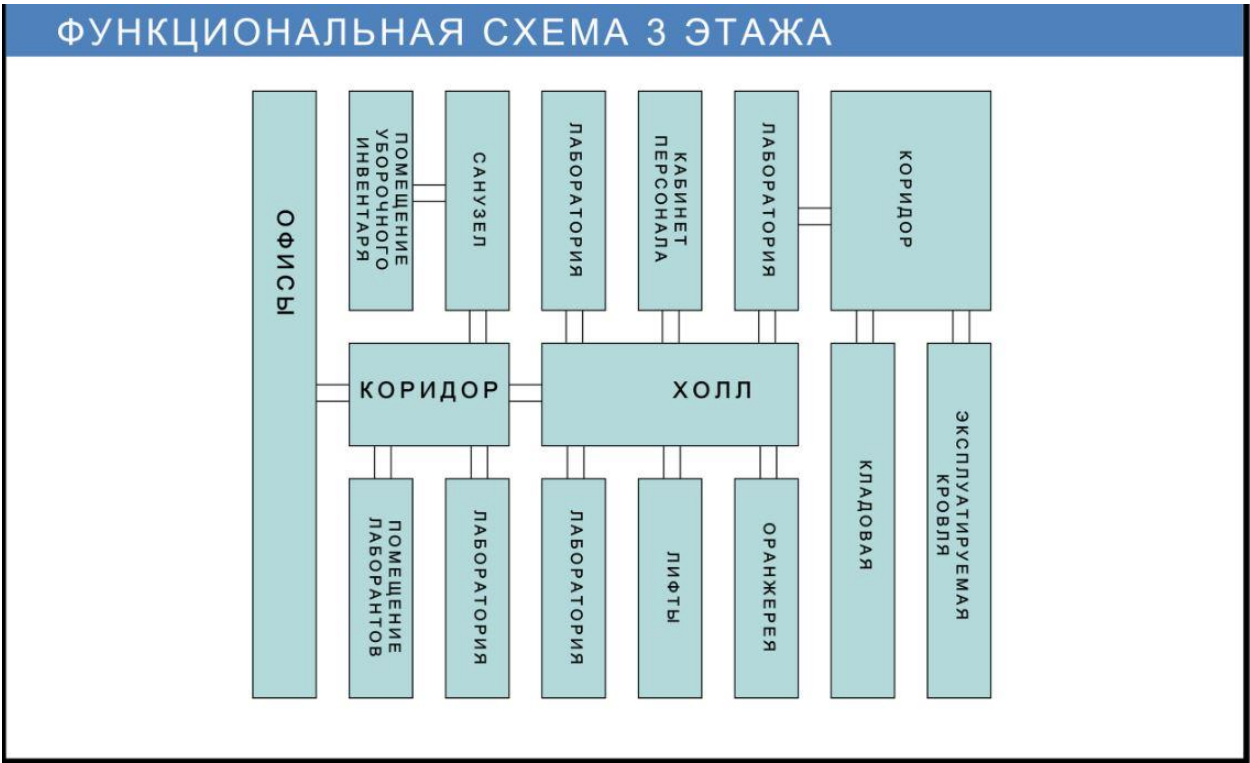 ФУНКЦИОНАЛЬНАЯ СХЕМА 3 ЭТАЖА
ОФИСЫ
ПОМЕЩЕНИЕ
УБОРОЧНОГО
ИНВЕНТАРЯ
САНУЗЕЛ
ЛАБОРАТОРИЯ
КАБИНЕТ
ПЕРСОНАЛА
ЛАБОРАТОРИЯ
КОРИДОР
КОРИДОР
ХОЛЛ
ПОМЕЩЕНИЕ
ЛАБОРАНТОВ
ЛАБОРАТОРИЯ
ЛАБОРАТОРИЯ
ЛИФТЫ
ОРАНЖЕРЕЯ
КЛАДОВАЯ
ЭКСПЛУАТИРУЕМАЯ
КРОВЛЯ